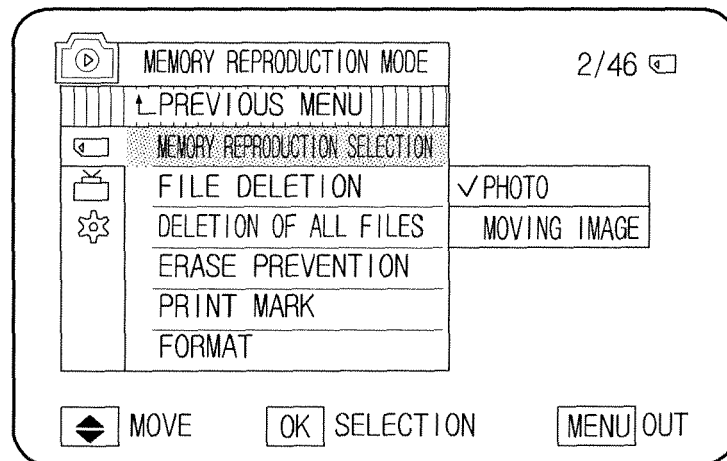 MEMORY REPRODUCTION MODE
2/46
PREVIOUS MENU
MEMORY REPRODUCTION SELECTION
FILE DELETION
✓ PHOTO
DELETION OF ALL FILES
MOVING IMAGE
ERASE PREVENTION
PRINT MARK
FORMAT
MOVE
OK SELECTION
MENU OUT